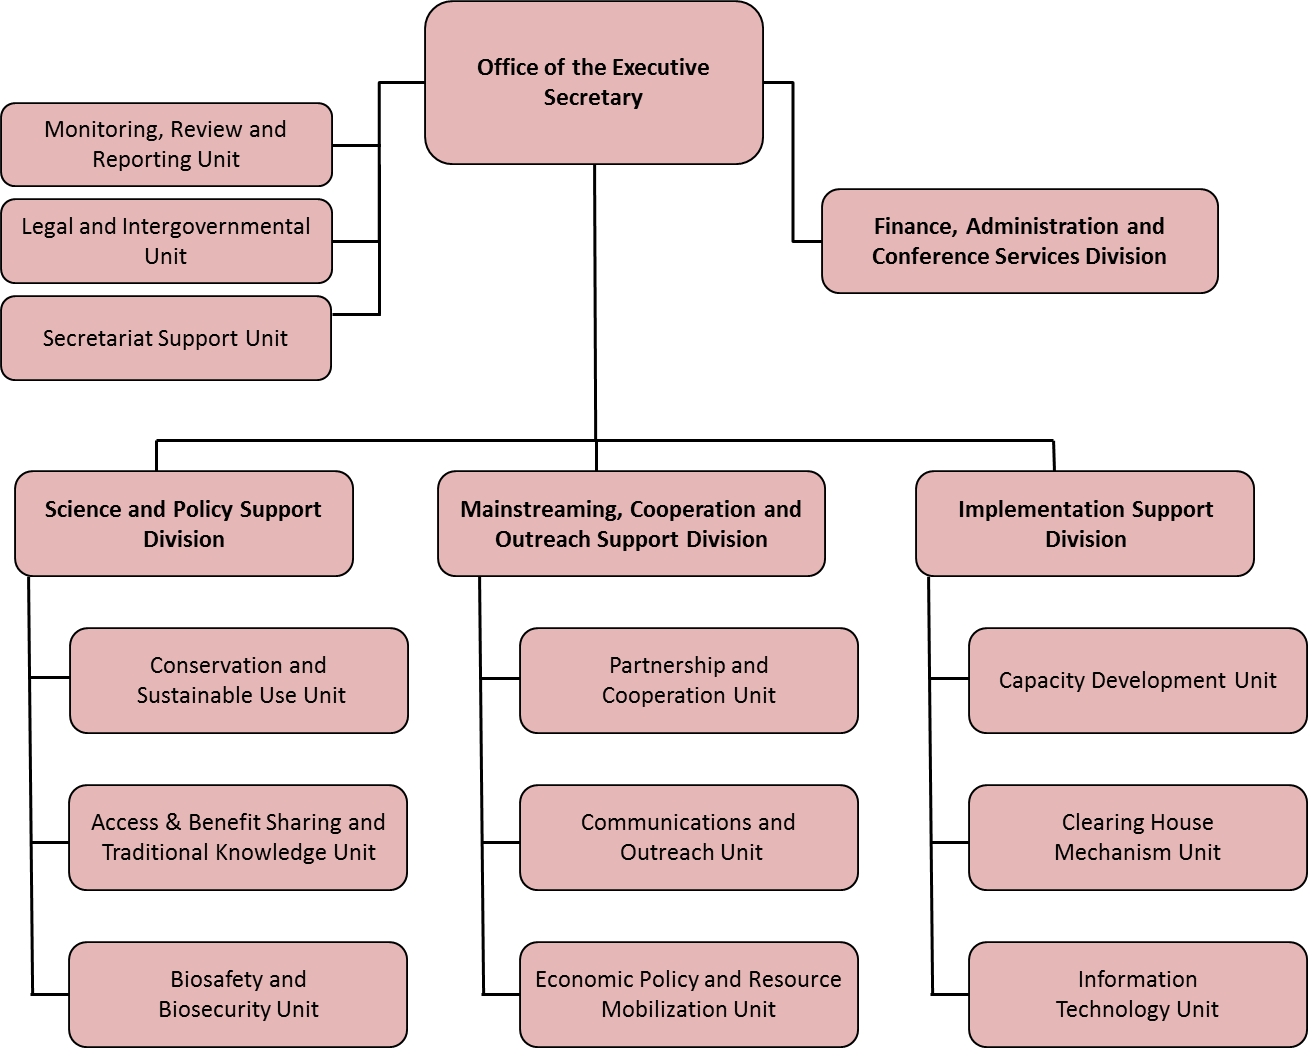 Office of the Executive
Secretary
Monitoring, Review and
Reporting Unit
Legal and Intergovernmental
Unit
Secretariat Support Unit
Finance, Administration and
Conference Services Division
Science and Policy Support
Division
Conservation and
Sustainable Use Unit
Access & Benefit Sharing and
Traditional Knowledge Unit
Biosafety and
Biosecurity Unit
Mainstreaming, Cooperation and
Outreach Support Division
Partnership and
Cooperation Unit
Communications and
Outreach Unit
Economic Policy and Resource
Mobilization Unit
Implementation Support
Division
Capacity Development Unit
Clearing House
Mechanism Unit
Information
Technology Unit